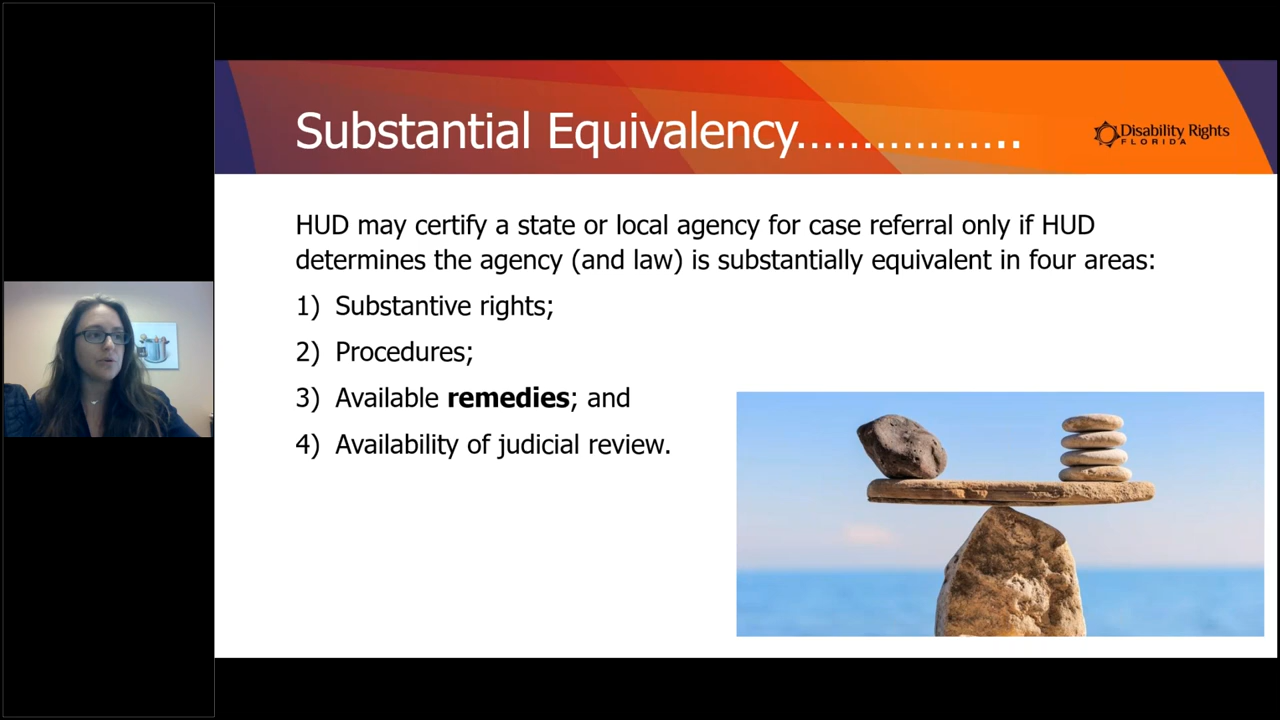 Substantial Equivalency.................
Disability Rights
FLORIDA
HUD may certify a state or local agency for case referral only if HUD
determines the agency (and law) is substantially equivalent in four areas:
1) Substantive rights;
2) Procedures;
3) Available remedies; and
4) Availability of judicial review.